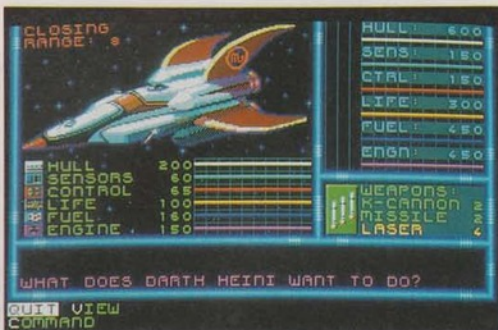 CLOSING
RANGE: 9
HULL 200
SENSORS 60
CONTROL 65
LIFE 100
FUEL 160
ENGINE 150
HULL: 600
SENS: 150
CTRL: 150
LIFE: 300
FUEL: 450
ENGN: 450
WEAPONS:
K-CANNON 2
MISSILE 2
LASER 4
WHAT DOES DARTH HEINI WANT TO DO?
QUIT VIEW
COMMAND